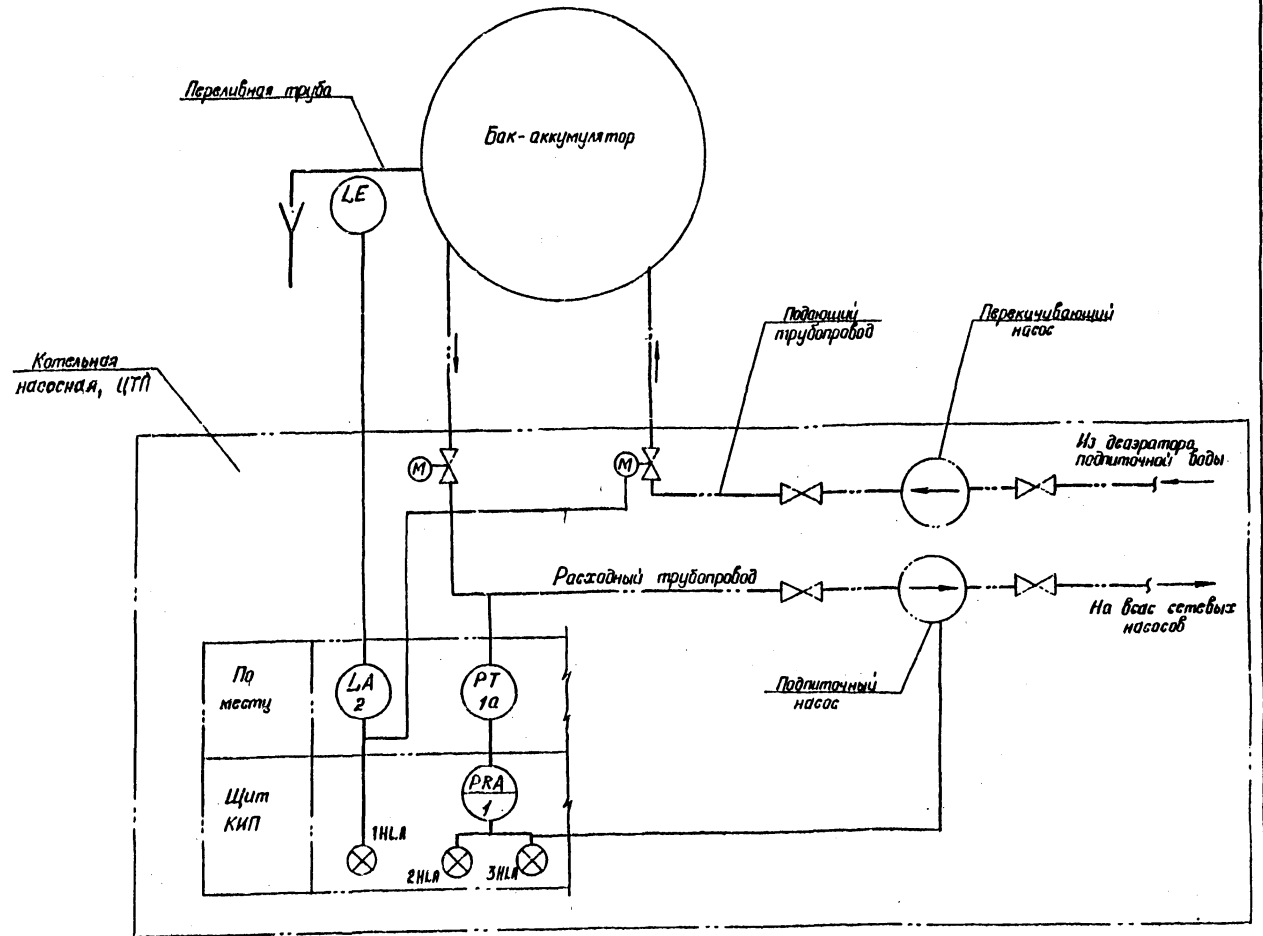 Переливная труба
Бак-аккумулятор
LE
Подающий
трубопровод
Перекичивающий
насос
Котельная
насосная, ЦТП
Из деаэратора
подпиточной воды
М
М
Расходный трубопровод
На всас сетевых
насосов
Подпиточный
насос
По
месту
LA
2
PT
1а
Щит
КИП
PRA
1
1HLA
2HLA
3HLA